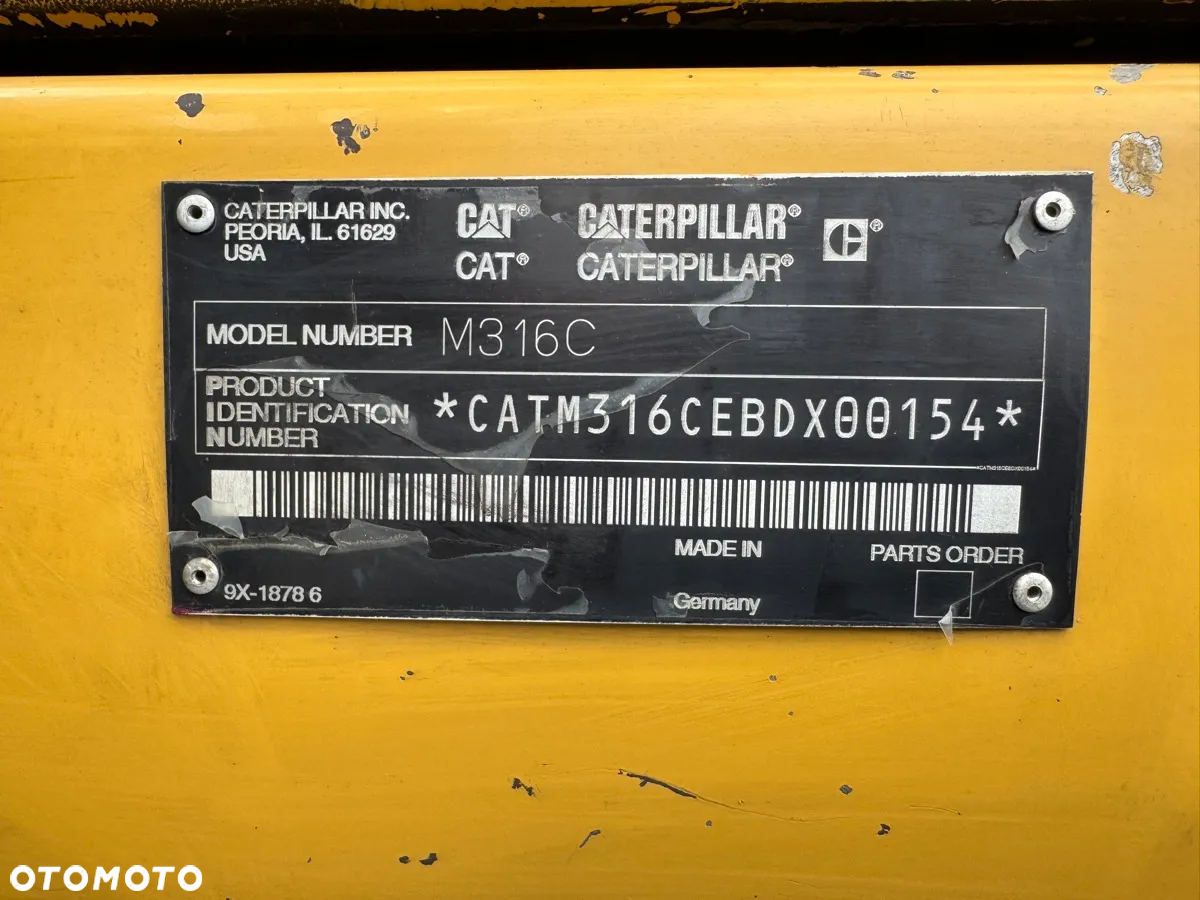 CATERPILLAR INC.
PEORIA, IL. 61629
USA
CAT® CATERPILLAR® C®
CAT® CATERPILLAR®
MODEL NUMBER M316C
PRODUCT
IDENTIFICATION
NUMBER
*CATM316CEBDX00154*
*CATM316CEBDX00154*
MADE IN
PARTS ORDER
9X-1878 6
Germany
OTOMOTO